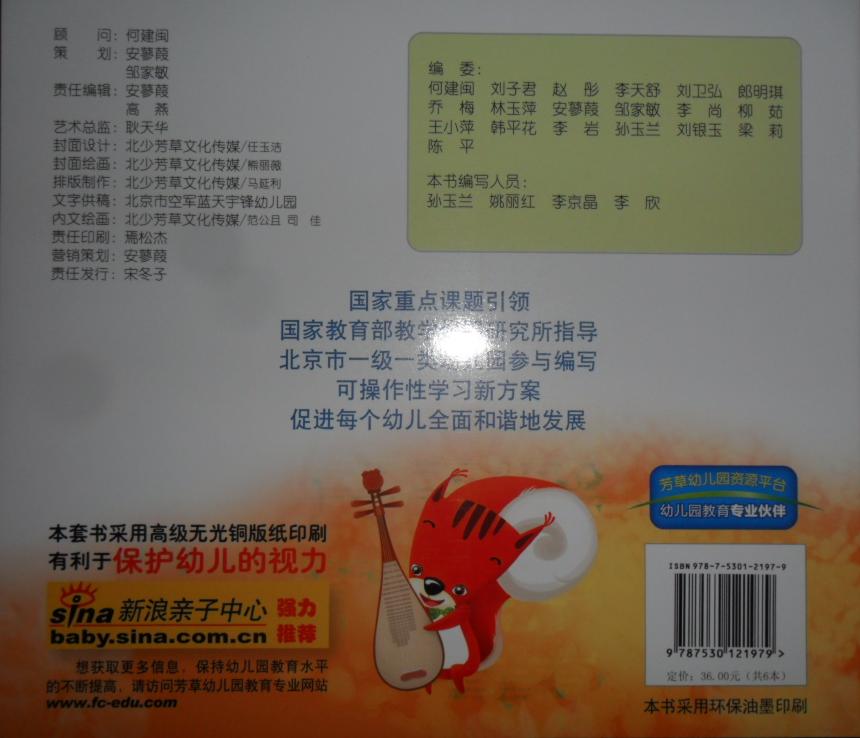 顾 问：何建闽
策 划：安蓼葭
邹家敏
责任编辑：安蓼葭
高 燕
艺术总监：耿天华
封面设计：北少芳草文化传媒/任玉洁
封面绘画：北少芳草文化传媒/熊丽薇
排版制作：北少芳草文化传媒/马延利
文字供稿：北京市空军蓝天宇锋幼儿园
内文绘画：北少芳草文化传媒/范公且 司 佳
责任印刷：焉松杰
营销策划：安蓼葭
责任发行：宋冬子
编 委：
何建闽 刘子君 赵 彤 李天舒 刘卫弘 郎明琪
乔 梅 林玉萍 安蓼葭 邹家敏 李 尚 柳 茹
王小萍 韩平花 李 岩 孙玉兰 刘银玉 梁 莉
陈 平
本书编写人员：
孙玉兰 姚丽红 李京晶 李 欣
国家重点课题引领
国家教育部教学 研究所指导
北京市一级一类幼儿园参与编写
可操作性学习新方案
促进每个幼儿全面和谐地发展
芳草幼儿园资源平台
幼儿园教育专业伙伴
本套书采用高级无光铜版纸印刷
有利于保护幼儿的视力
sina新浪亲子中心 强力
baby.sina.com.cn 推荐
想获取更多信息，保持幼儿园教育水平
的不断提高，请访问芳草幼儿园教育专业网站
www.fc-edu.com
ISBN 978-7-5301-2197-9
9 787530 121979 >
定价：36.00元（共6本）
本书采用环保油墨印刷